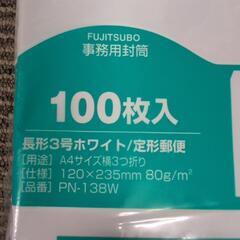 FUJITSUBO
事務用封筒
100枚入
長形3号ホワイト/定形郵便
[用途] A4サイズ横3つ折り
[仕様] 120×235mm 80g/m²
[品番] PN-138W